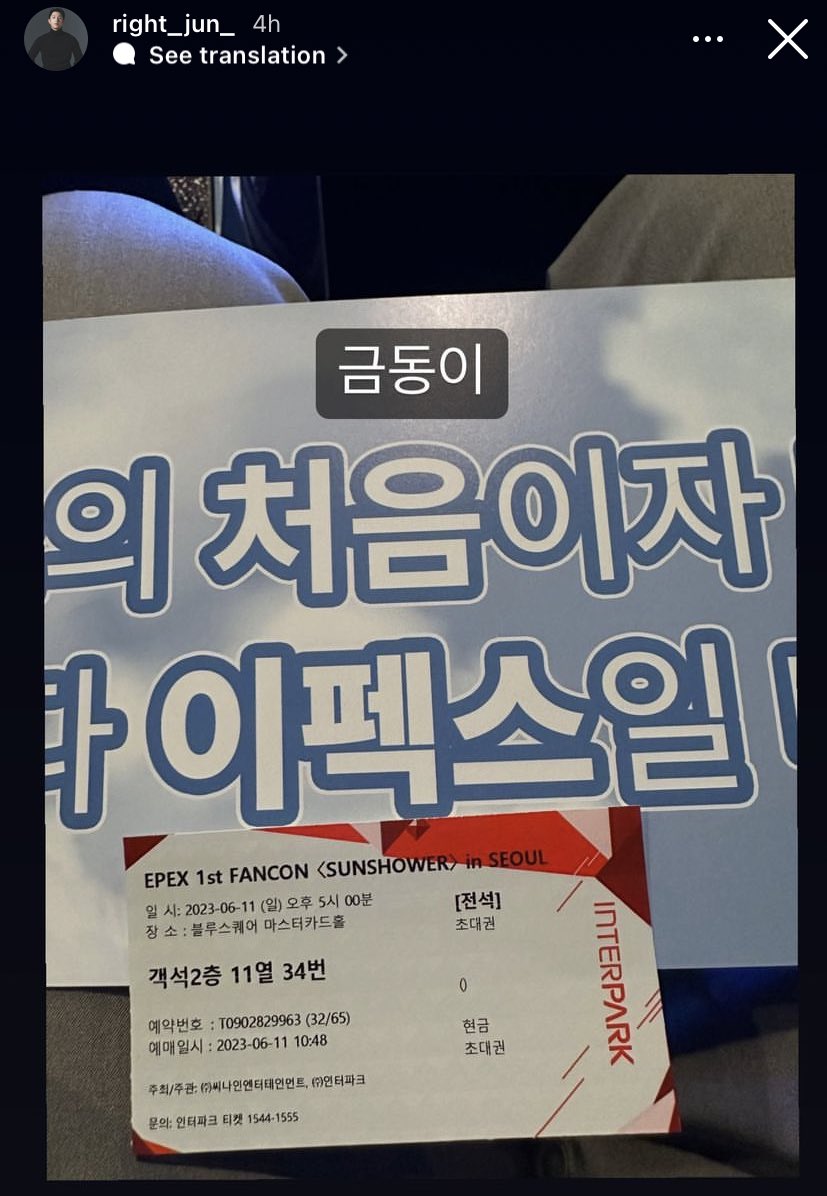 right_jun_ 4h
See translation >
금동이
의 처음이자
다 이펙스일
EPEX 1st FANCON <SUNSHOWER> in SEOUL
일 시: 2023-06-11 (일) 오후 5시 00분
[전석]
장 소 : 블루스퀘어 마스터카드홀
초대권
객석2층 11열 34번
0
예약번호 : T0902829963 (32/65)
현금
예매일시 : 2023-06-11 10:48
초대권
주최/주관: ㈜씨나인엔터테인먼트, ㈜인터파크
문의: 인터파크 티켓 1544-1555
INTERPARK